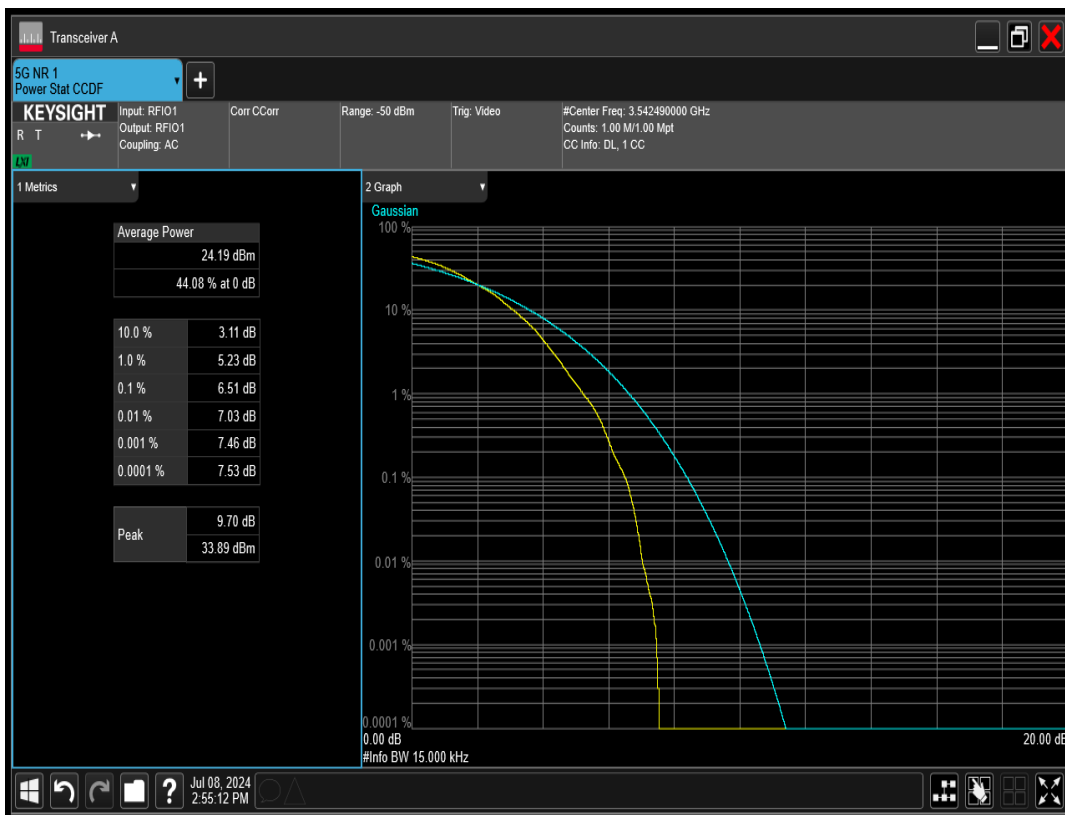 Transceiver A
5G NR 1
Power Stat CCDF
+
KEYSIGHT
R T
LXI
Input: RFIO1
Output: RFIO1
Coupling: AC
Corr CCorr
Range: -50 dBm
Trig: Video
#Center Freq: 3.542490000 GHz
Counts: 1.00 M/1.00 Mpt
CC Info: DL, 1 CC
1 Metrics
Average Power
24.19 dBm
44.08 % at 0 dB
10.0 % 3.11 dB
1.0 % 5.23 dB
0.1 % 6.51 dB
0.01 % 7.03 dB
0.001 % 7.46 dB
0.0001 % 7.53 dB
Peak
9.70 dB
33.89 dBm
2 Graph
Gaussian
100 %
10 %
1 %
0.1 %
0.01 %
0.001 %
0.0001 %
0.00 dB 20.00 dB
#Info BW 15.000 kHz
?
Jul 08, 2024
2:55:12 PM